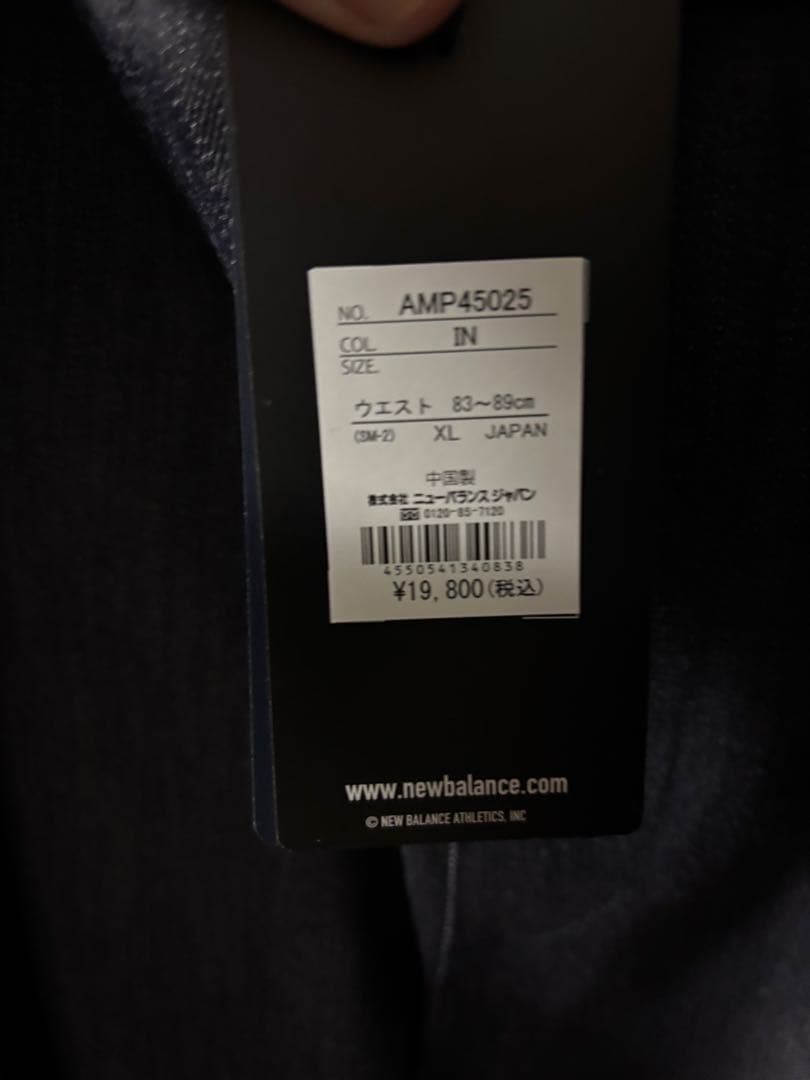 NO. AMP45025
COL. IN
SIZE.
ウエスト 83～89cm
(SM-2) XL JAPAN
中国製
株式会社 ニューバランス ジャパン
0120-85-7120
4550541340838
¥19,800(税込)
www.newbalance.com
© NEW BALANCE ATHLETICS, INC